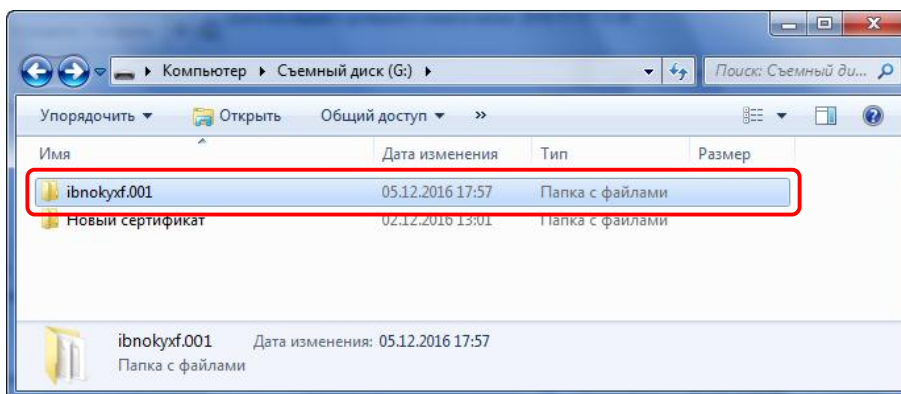 Компьютер Съемный диск (G:) Поиск: Съемный ди...
Упорядочить Открыть Общий доступ »
Имя Дата изменения Тип Размер
ibnokyxf.001 05.12.2016 17:57 Папка с файлами
Новый сертификат 02.12.2016 13:01 Папка с файлами
ibnokyxf.001 Дата изменения: 05.12.2016 17:57
Папка с файлами